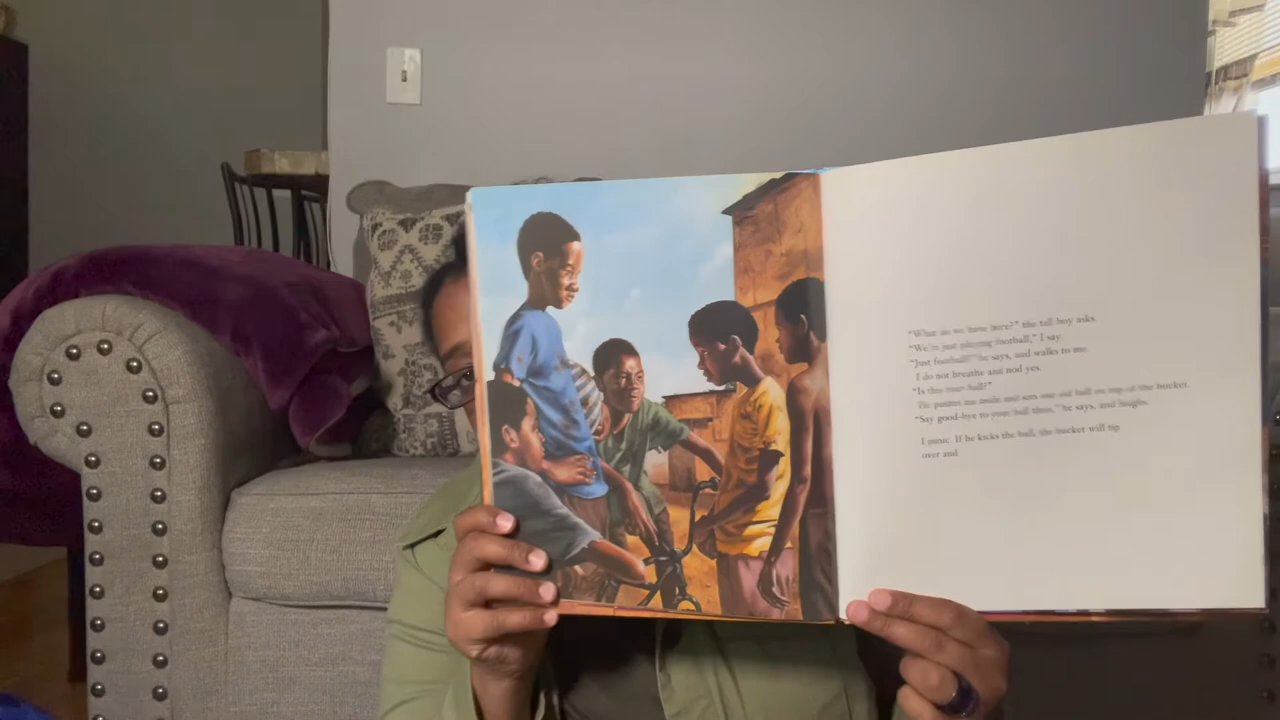 "What do we have here?" the tall boy asks.
"We're just playing football," I say.
"Just football?" he says, and walks to me.
I do not breathe and nod yes.
"Is this your ball?"
He pushes me aside and sets our old ball on top of the bucket.
"Say good-bye to your ball then," he says, and laughs.
I panic. If he kicks the ball, the bucket will tip
over and